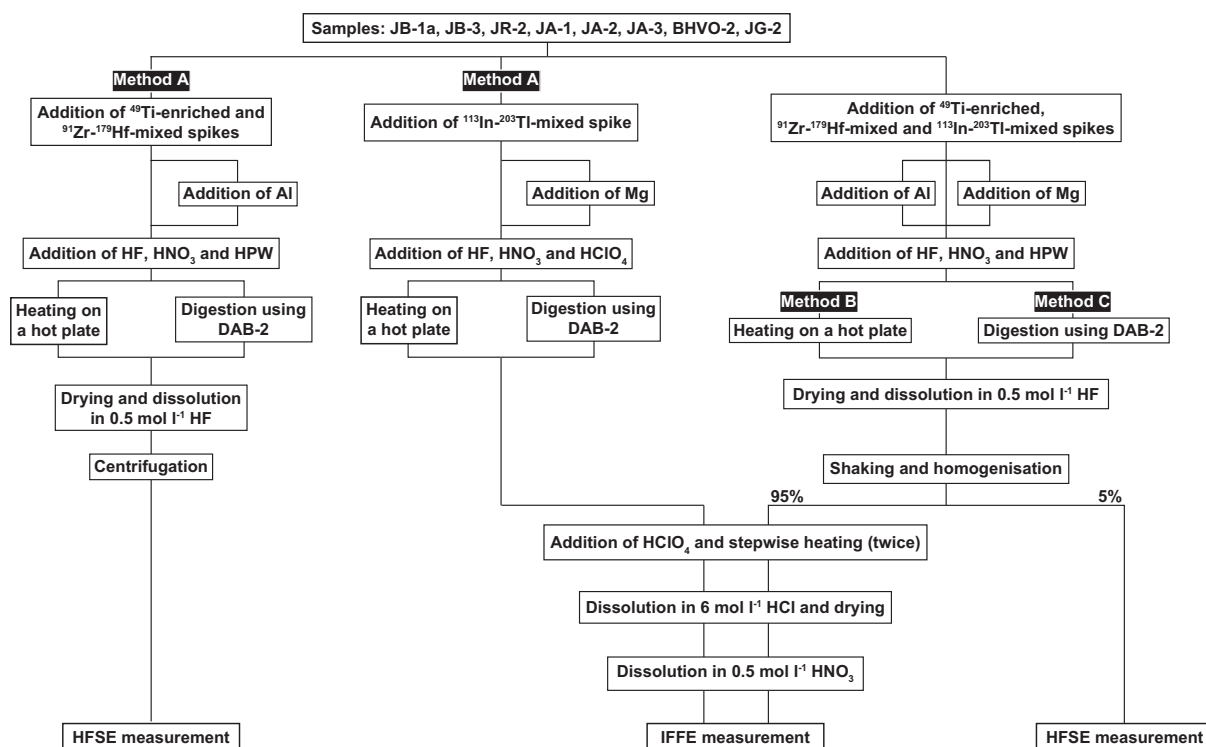 Samples: JB-1a, JB-3, JR-2, JA-1, JA-2, JA-3, BHVO-2, JG-2
Method A
Addition of ⁴⁹Ti-enriched and
⁹¹Zr-¹⁷⁹Hf-mixed spikes
Addition of Al
Addition of HF, HNO₃ and HPW
Heating on
a hot plate
Digestion using
DAB-2
Drying and dissolution
in 0.5 mol l⁻¹ HF
Centrifugation
HFSE measurement
Method A
Addition of ¹¹³In-²⁰³Tl-mixed spike
Addition of Mg
Addition of HF, HNO₃ and HClO₄
Heating on
a hot plate
Digestion using
DAB-2
Addition of ⁴⁹Ti-enriched,
⁹¹Zr-¹⁷⁹Hf-mixed and ¹¹³In-²⁰³Tl-mixed spikes
Addition of Al
Addition of Mg
Addition of HF, HNO₃ and HPW
Method B
Heating on a hot plate
Method C
Digestion using DAB-2
Drying and dissolution in 0.5 mol l⁻¹ HF
Shaking and homogenisation
95%
5%
Addition of HClO₄ and stepwise heating (twice)
Dissolution in 6 mol l⁻¹ HCl and drying
Dissolution in 0.5 mol l⁻¹ HNO₃
IFFE measurement
HFSE measurement